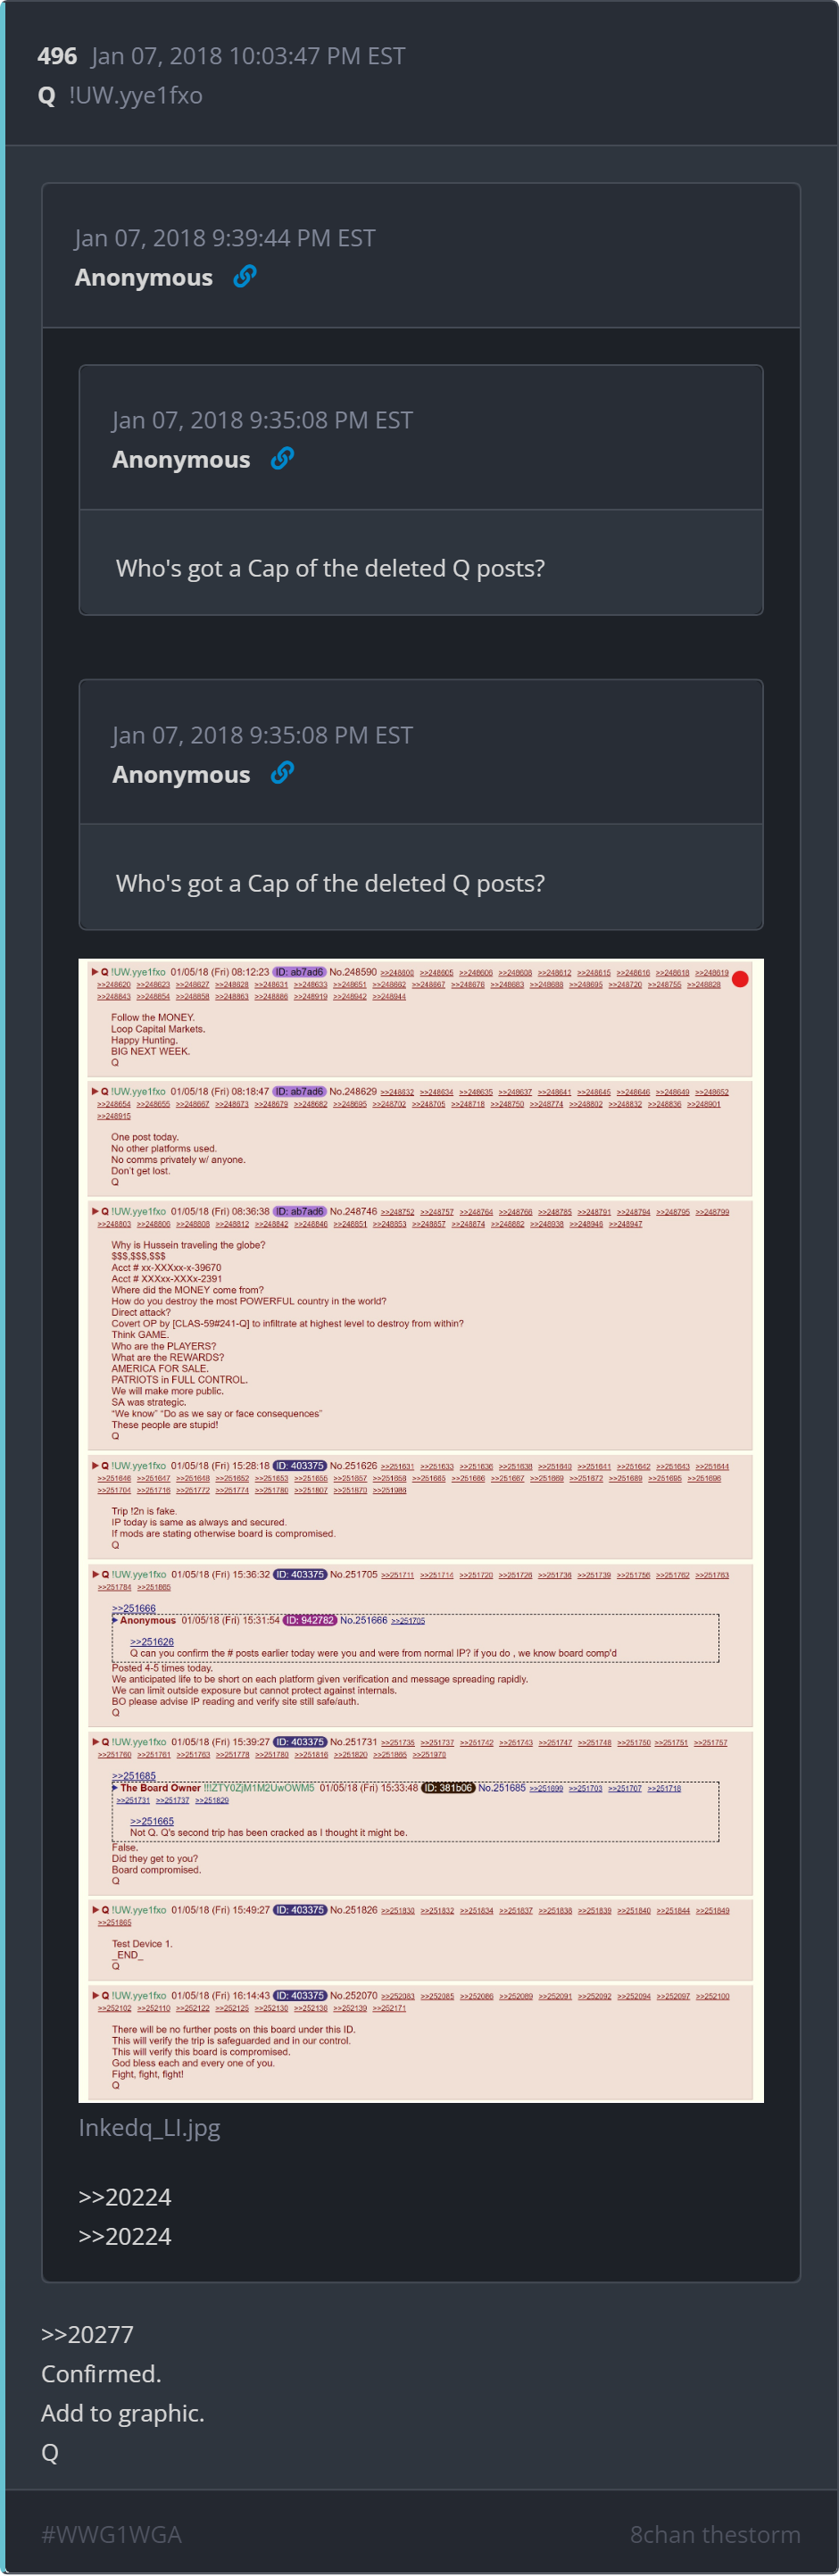 496 Jan 07, 2018 10:03:47 PM EST
Q !UW.yye1fxo
Jan 07, 2018 9:39:44 PM EST
Anonymous
Jan 07, 2018 9:35:08 PM EST
Anonymous
Who's got a Cap of the deleted Q posts?
Jan 07, 2018 9:35:08 PM EST
Anonymous
Who's got a Cap of the deleted Q posts?
Q !UW.yye1fxo 01/05/18 (Fri) 08:12:23 ID: ab7ad6 No.248590
Follow the MONEY.
Loop Capital Markets.
Happy Hunting.
BIG NEXT WEEK.
Q
Q !UW.yye1fxo 01/05/18 (Fri) 08:18:47 ID: ab7ad6 No.248629
One post today.
No other platforms used.
No comms privately w/ anyone.
Don't get lost.
Q
Q !UW.yye1fxo 01/05/18 (Fri) 08:36:38 ID: ab7ad6 No.248746
Why is Hussein traveling the globe?
$$$,$$$,$$$
Acct # xx-XXXxx-x-39670
Acct # XXXxx-XXXx-2391
Where did the MONEY come from?
How do you destroy the most POWERFUL country in the world?
Direct attack?
Covert OP by [CLAS-59#241-Q] to infiltrate at highest level to destroy from within?
Think GAME.
Who are the PLAYERS?
What are the REWARDS?
AMERICA FOR SALE.
PATRIOTS in FULL CONTROL.
We will make more public.
SA was strategic.
“We know” “Do as we say or face consequences”
These people are stupid!
Q
Q !UW.yye1fxo 01/05/18 (Fri) 15:28:18 ID: 403375 No.251626
Trip !2n is fake.
IP today is same as always and secured.
If mods are stating otherwise board is compromised.
Q
Q !UW.yye1fxo 01/05/18 (Fri) 15:36:32 ID: 403375 No.251705
>>251666
Anonymous 01/05/18 (Fri) 15:31:54 ID: 942782 No.251666 >>251705
>>251626
Q can you confirm the # posts earlier today were you and were from normal IP? if you do , we know board comp'd
Posted 4-5 times today.
We anticipated life to be short on each platform given verification and message spreading rapidly.
We can limit outside exposure but cannot protect against internals.
BO please advise IP reading and verify site still safe/auth.
Q
Q !UW.yye1fxo 01/05/18 (Fri) 15:39:27 ID: 403375 No.251731
>>251685
The Board Owner !!!ZTY0ZjM1M2UwOWM5 01/05/18 (Fri) 15:33:48 ID: 381b06 No.251685 >>251699 >>251703 >>251707 >>251718
>>251731 >>251737 >>251829
>>251665
Not Q. Q's second trip has been cracked as I thought it might be.
False.
Did they get to you?
Board compromised.
Q
Q !UW.yye1fxo 01/05/18 (Fri) 15:49:27 ID: 403375 No.251826
Test Device 1.
_END_
Q
Q !UW.yye1fxo 01/05/18 (Fri) 16:14:43 ID: 403375 No.252070
There will be no further posts on this board under this ID.
This will verify the trip is safeguarded and in our control.
This will verify this board is compromised.
God bless each and every one of you.
Fight, fight, fight!
Q
Inkedq_LI.jpg
>>20224
>>20224
>>20277
Confirmed.
Add to graphic.
Q
#WWG1WGA 8chan thestorm